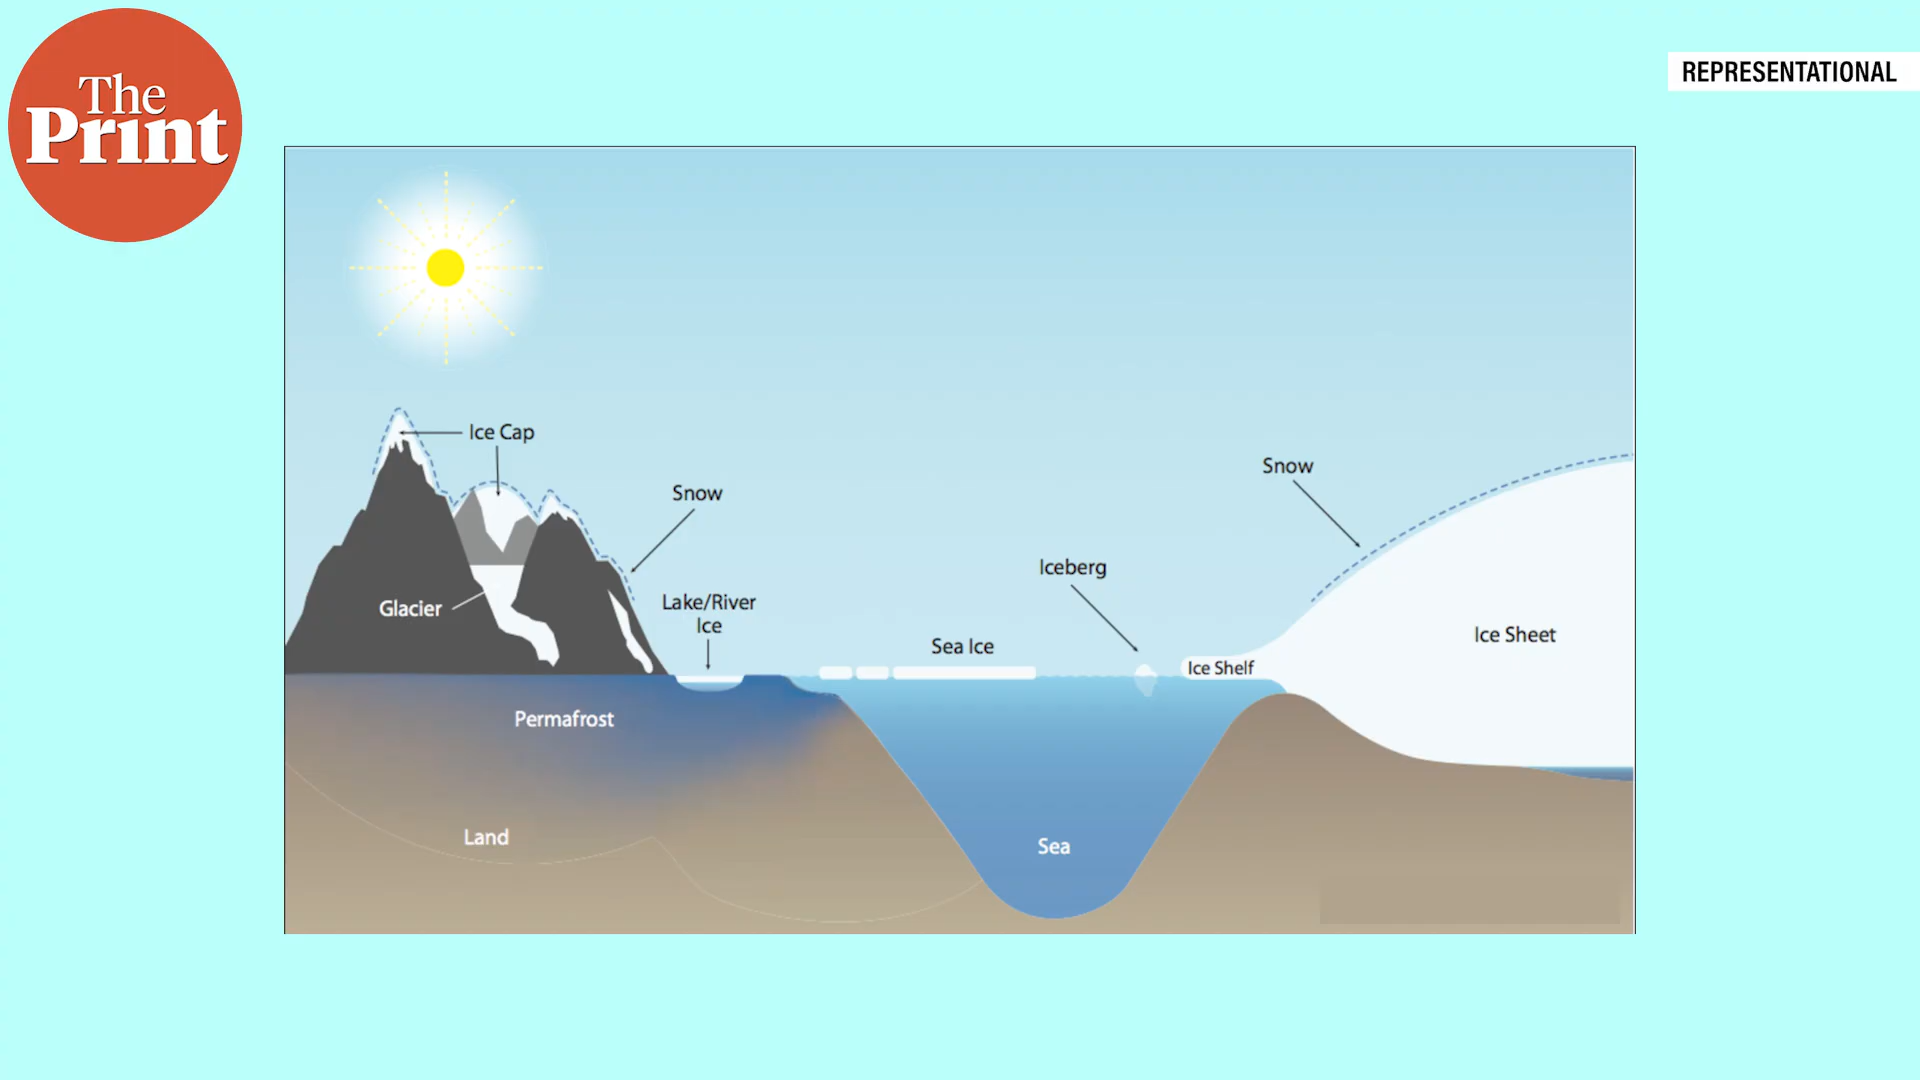 The
Print
REPRESENTATIONAL
Ice Cap
Snow
Snow
Iceberg
Glacier
Lake/River
Ice
Sea Ice
Ice Sheet
Ice Shelf
Permafrost
Land
Sea